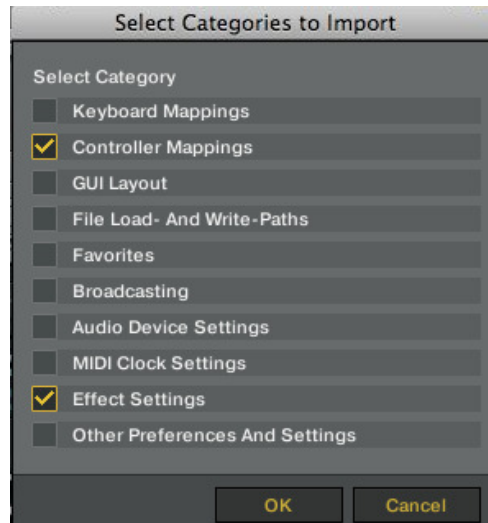 Select Categories to Import
Select Category
Keyboard Mappings
Controller Mappings
GUI Layout
File Load- And Write-Paths
Favorites
Broadcasting
Audio Device Settings
MIDI Clock Settings
Effect Settings
Other Preferences And Settings
OK Cancel